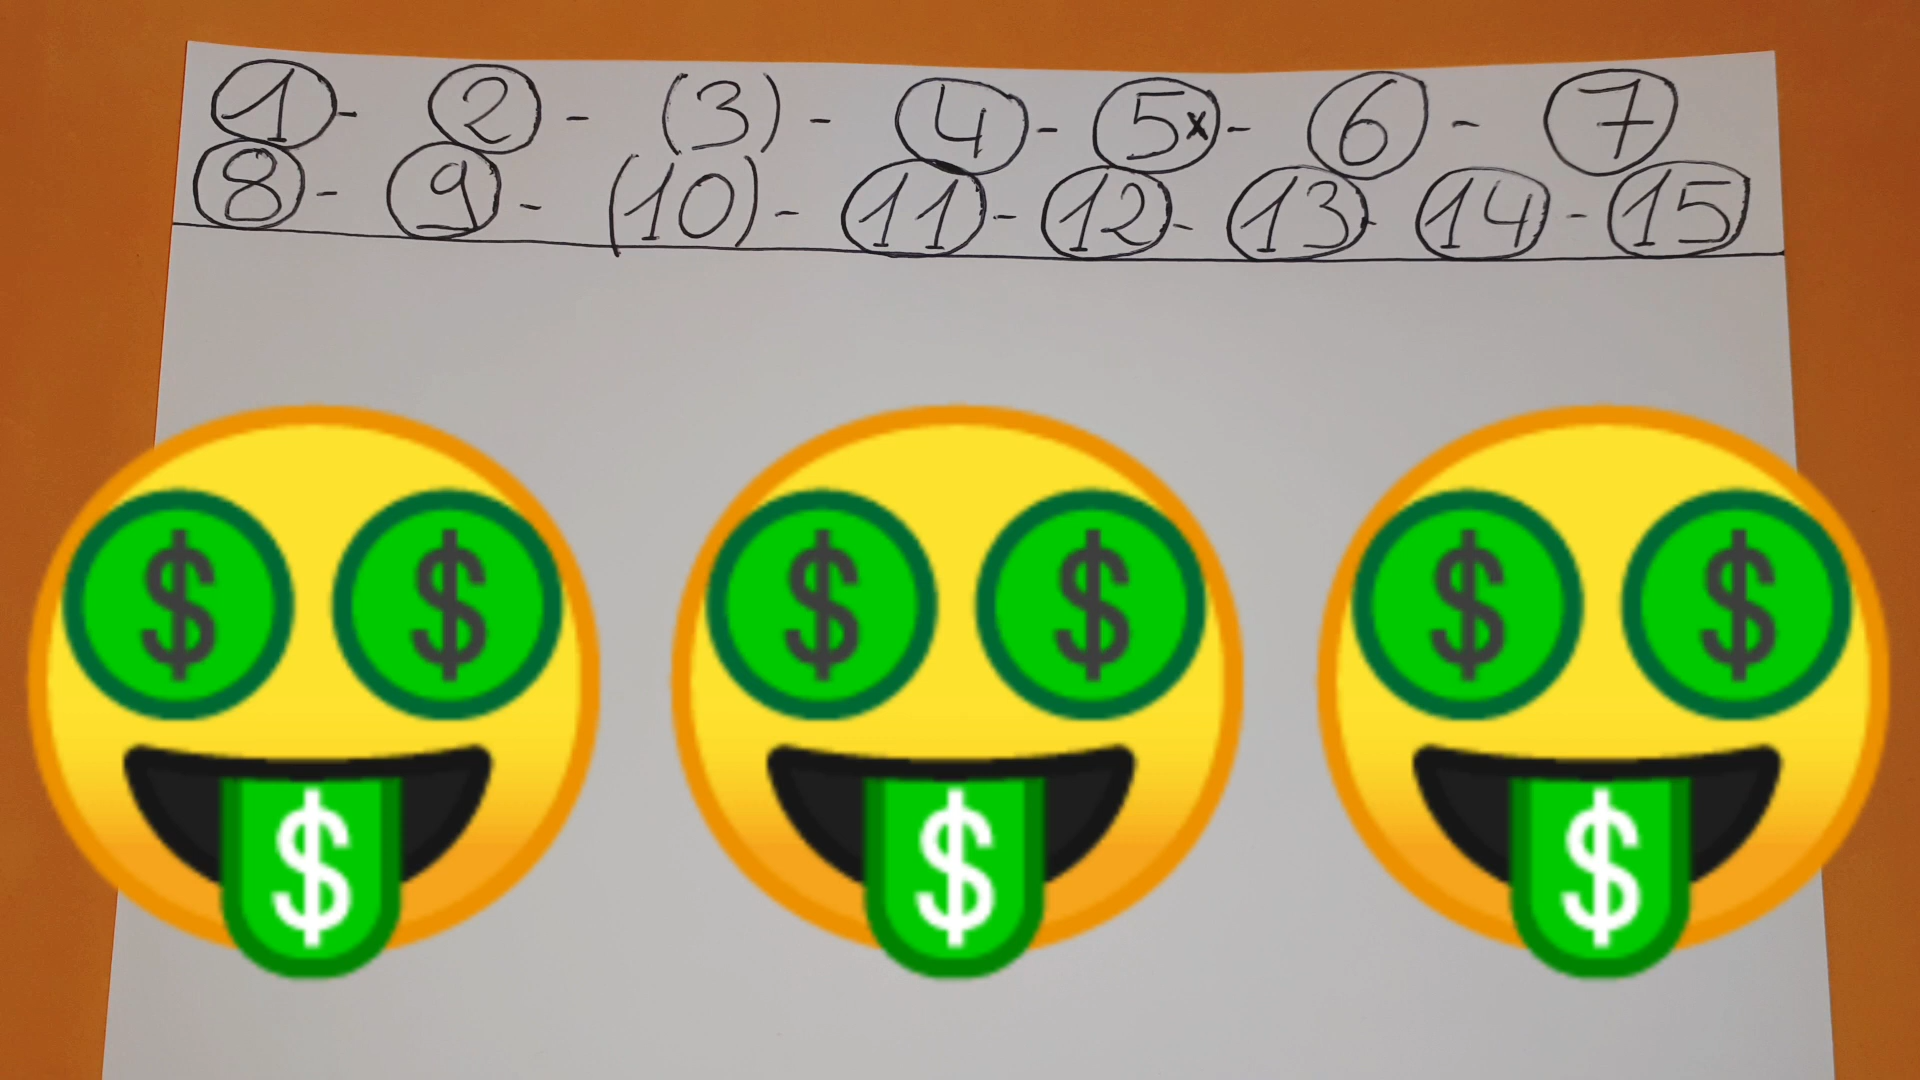 1 - 2 - (3) - 4 - 5x - 6 - 7
8 - 9 - (10) - 11 - 12 - 13 - 14 - 15
$ $ $ $ $ $
$ $ $